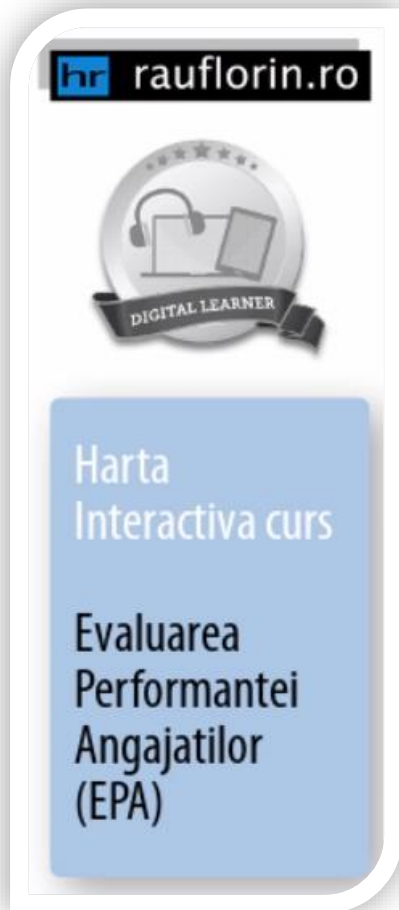 hr rauflorin.ro
DIGITAL LEARNER
Harta
Interactiva curs
Evaluarea
Performantei
Angajatilor
(EPA)